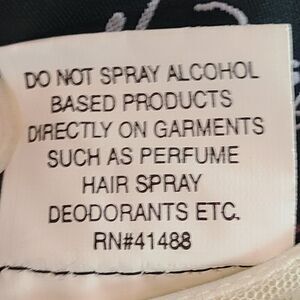 DO NOT SPRAY ALCOHOL
BASED PRODUCTS
DIRECTLY ON GARMENTS
SUCH AS PERFUME
HAIR SPRAY
DEODORANTS ETC.
RN#41488